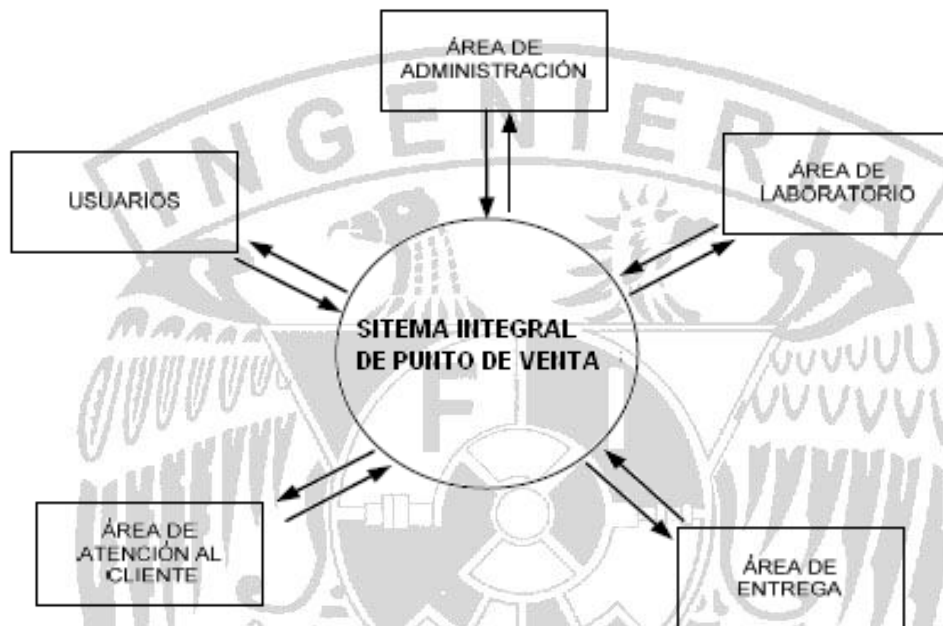 ÁREA DE
ADMINISTRACIÓN
INGENIERIA
USUARIOS
ÁREA DE
LABORATORIO
SITEMA INTEGRAL
DE PUNTO DE VENTA
F I
ÁREA DE
ATENCIÓN AL
CLIENTE
ÁREA DE
ENTREGA